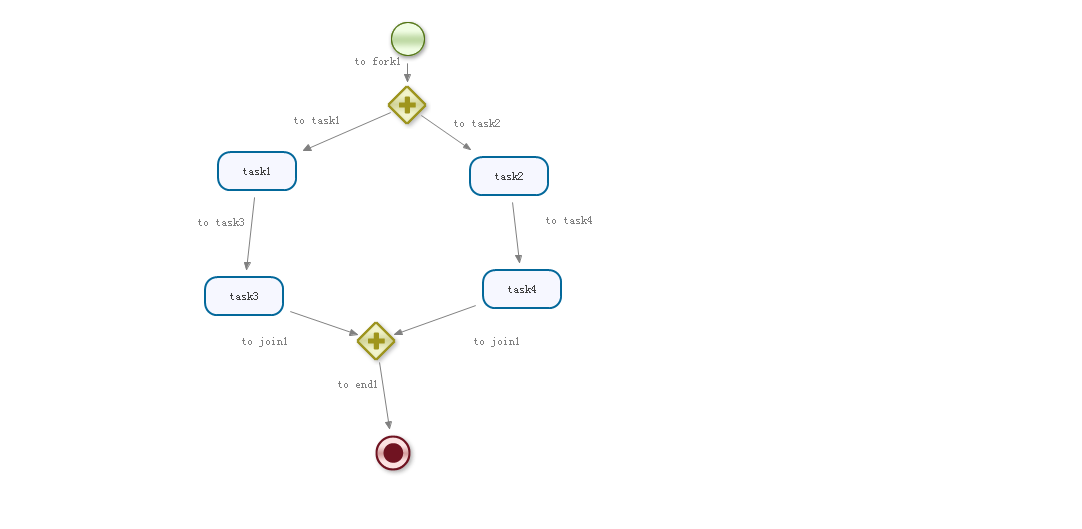 to fork1
to task1
to task2
task1
task2
to task3
to task4
task3
task4
to join1
to join1
to end1